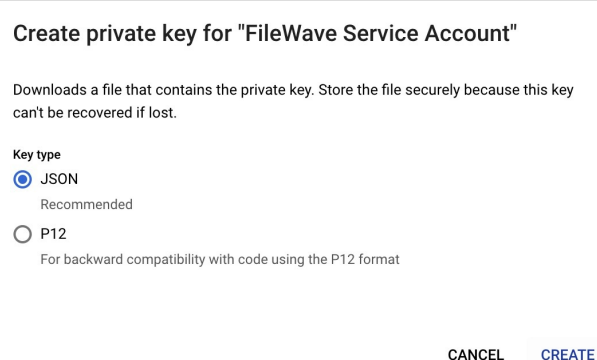 Create private key for "FileWave Service Account"
Downloads a file that contains the private key. Store the file securely because this key
can't be recovered if lost.
Key type
JSON
Recommended
P12
For backward compatibility with code using the P12 format
CANCEL CREATE